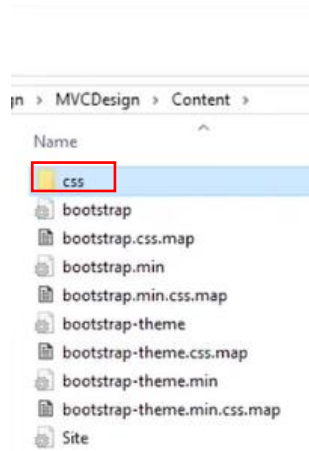 gn > MVCDesign > Content >
Name
css
bootstrap
bootstrap.css.map
bootstrap.min
bootstrap.min.css.map
bootstrap-theme
bootstrap-theme.css.map
bootstrap-theme.min
bootstrap-theme.min.css.map
Site